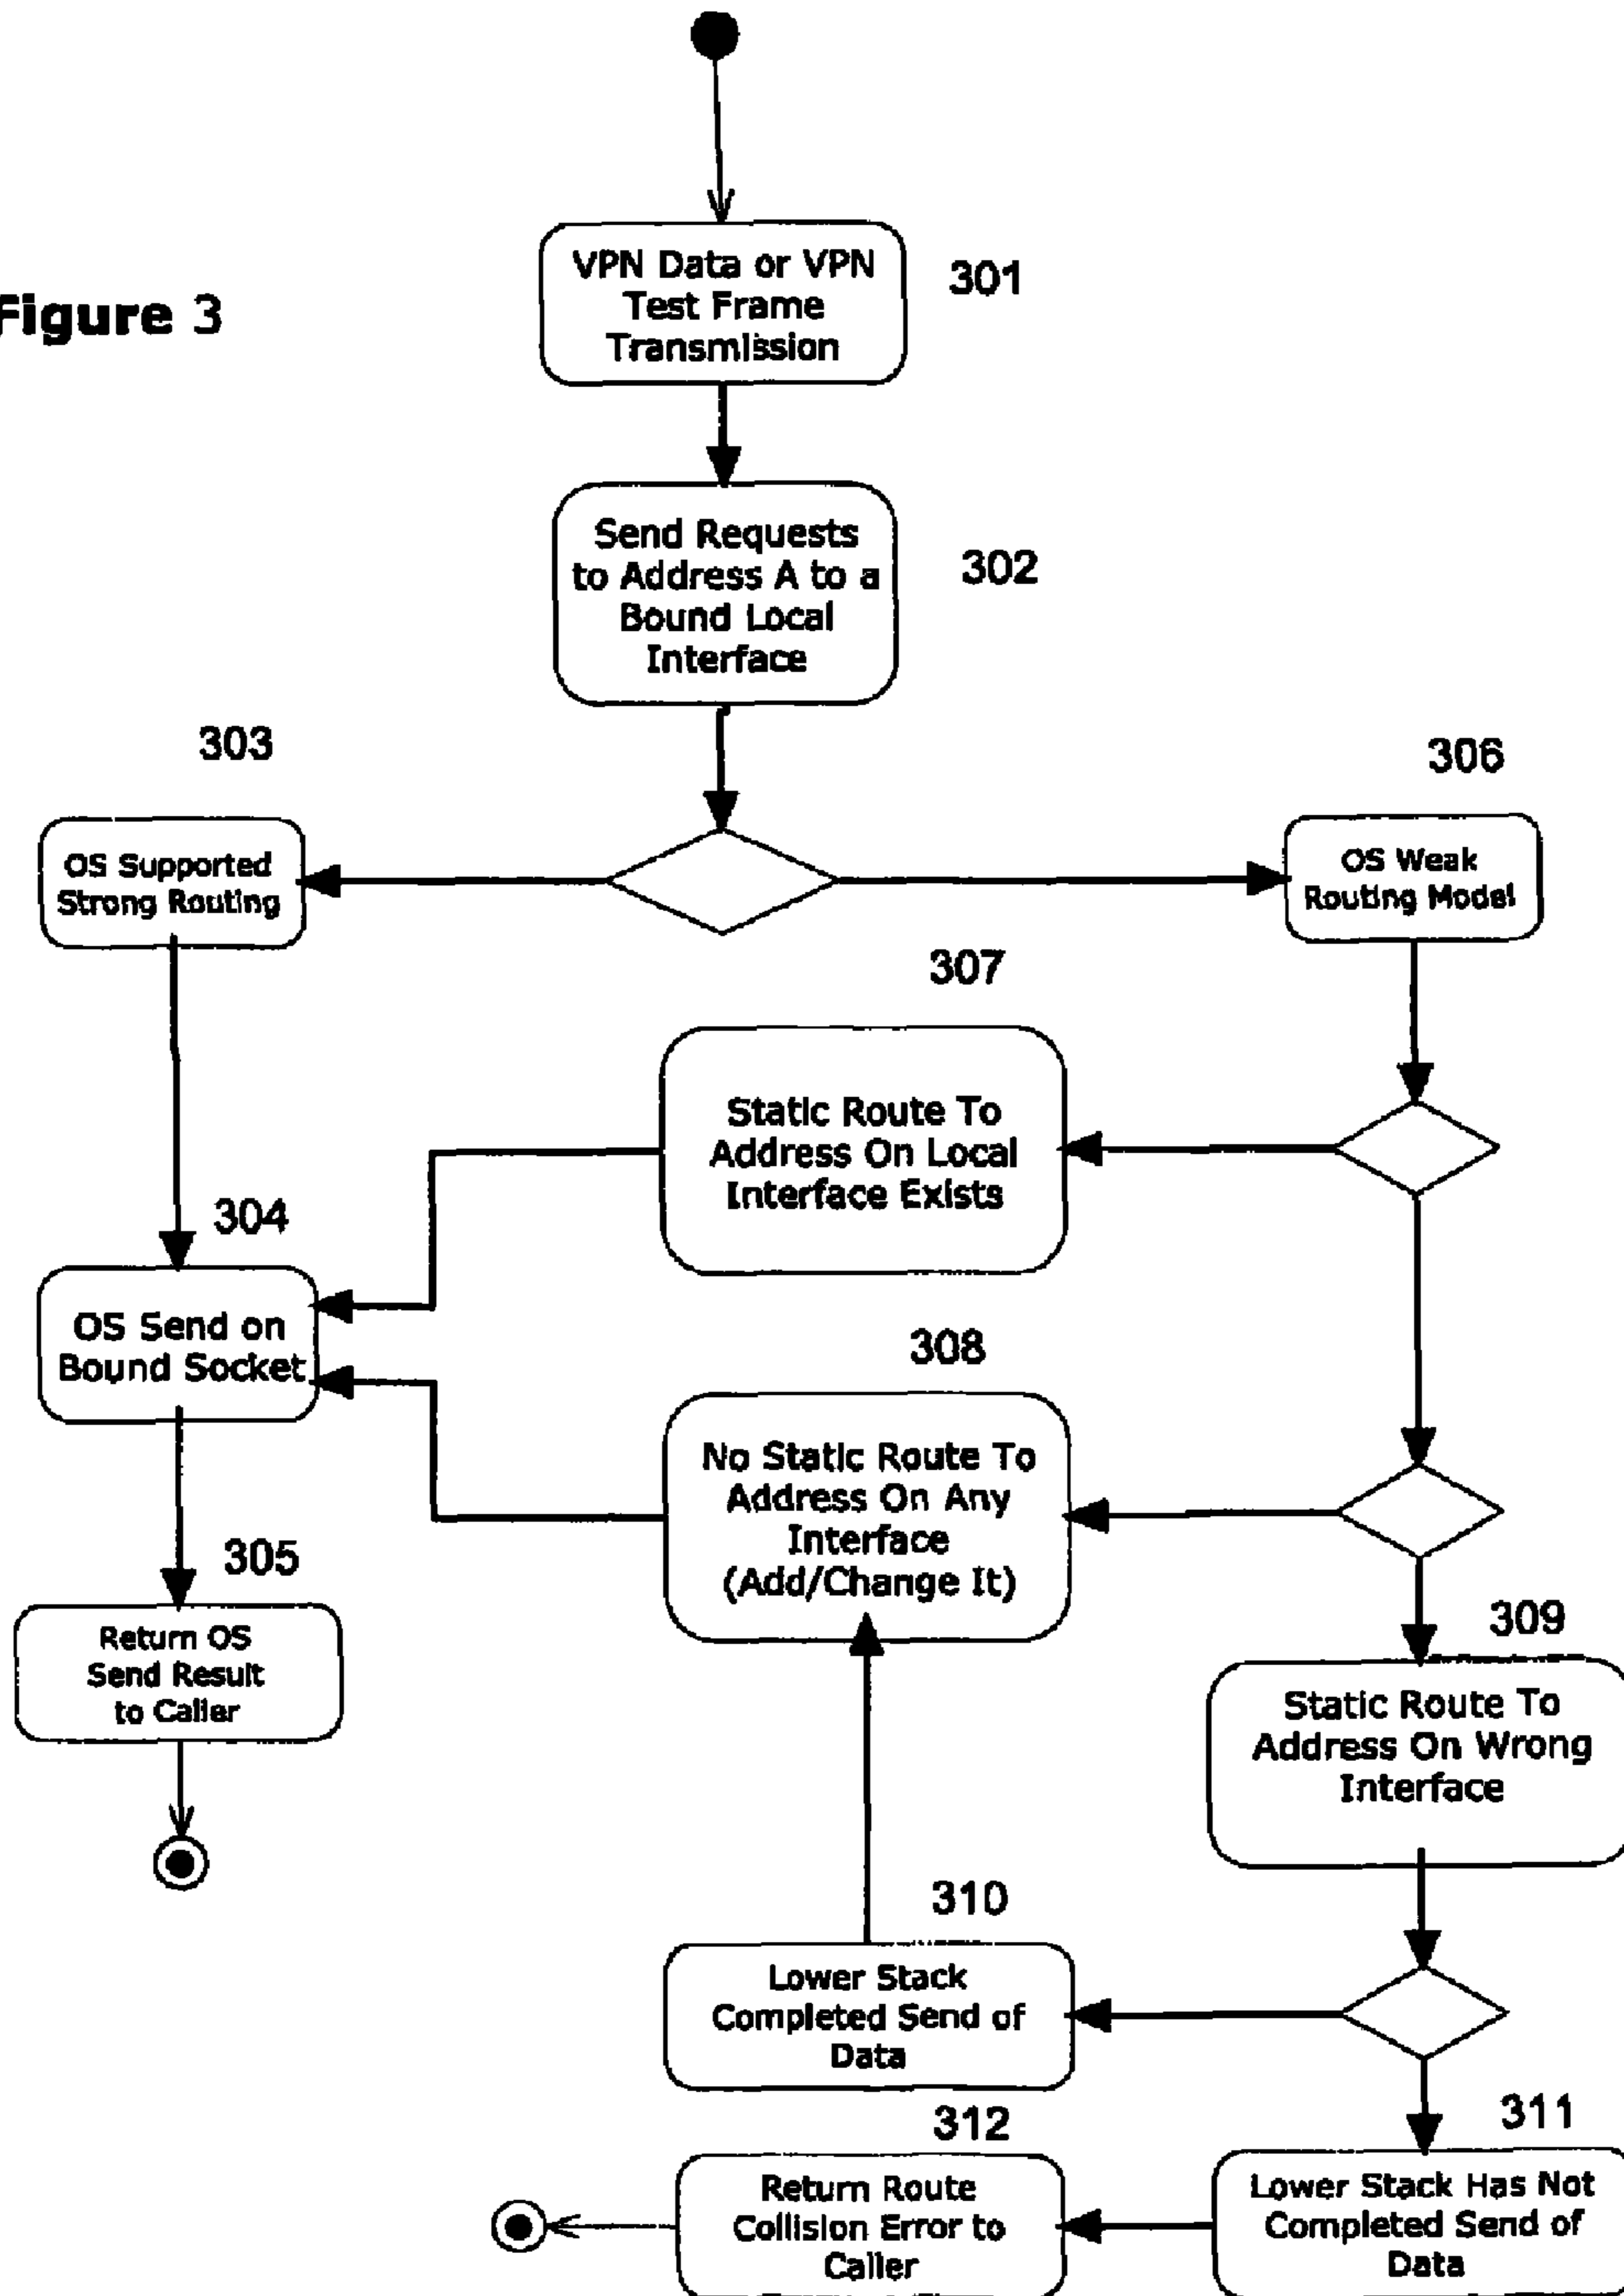 Figure 3
VPN Data or VPN
Test Frame
Transmission
301
Send Requests
to Address A to a
Bound Local
Interface
302
303
OS Supported
Strong Routing
306
OS Weak
Routing Model
307
Static Route To
Address On Local
Interface Exists
304
OS Send on
Bound Socket
308
No Static Route To
Address On Any
Interface
(Add/Change It)
305
Return OS
Send Result
to Caller
309
Static Route To
Address On Wrong
Interface
310
Lower Stack
Completed Send of
Data
311
Lower Stack Has Not
Completed Send of
Data
312
Return Route
Collision Error to
Caller